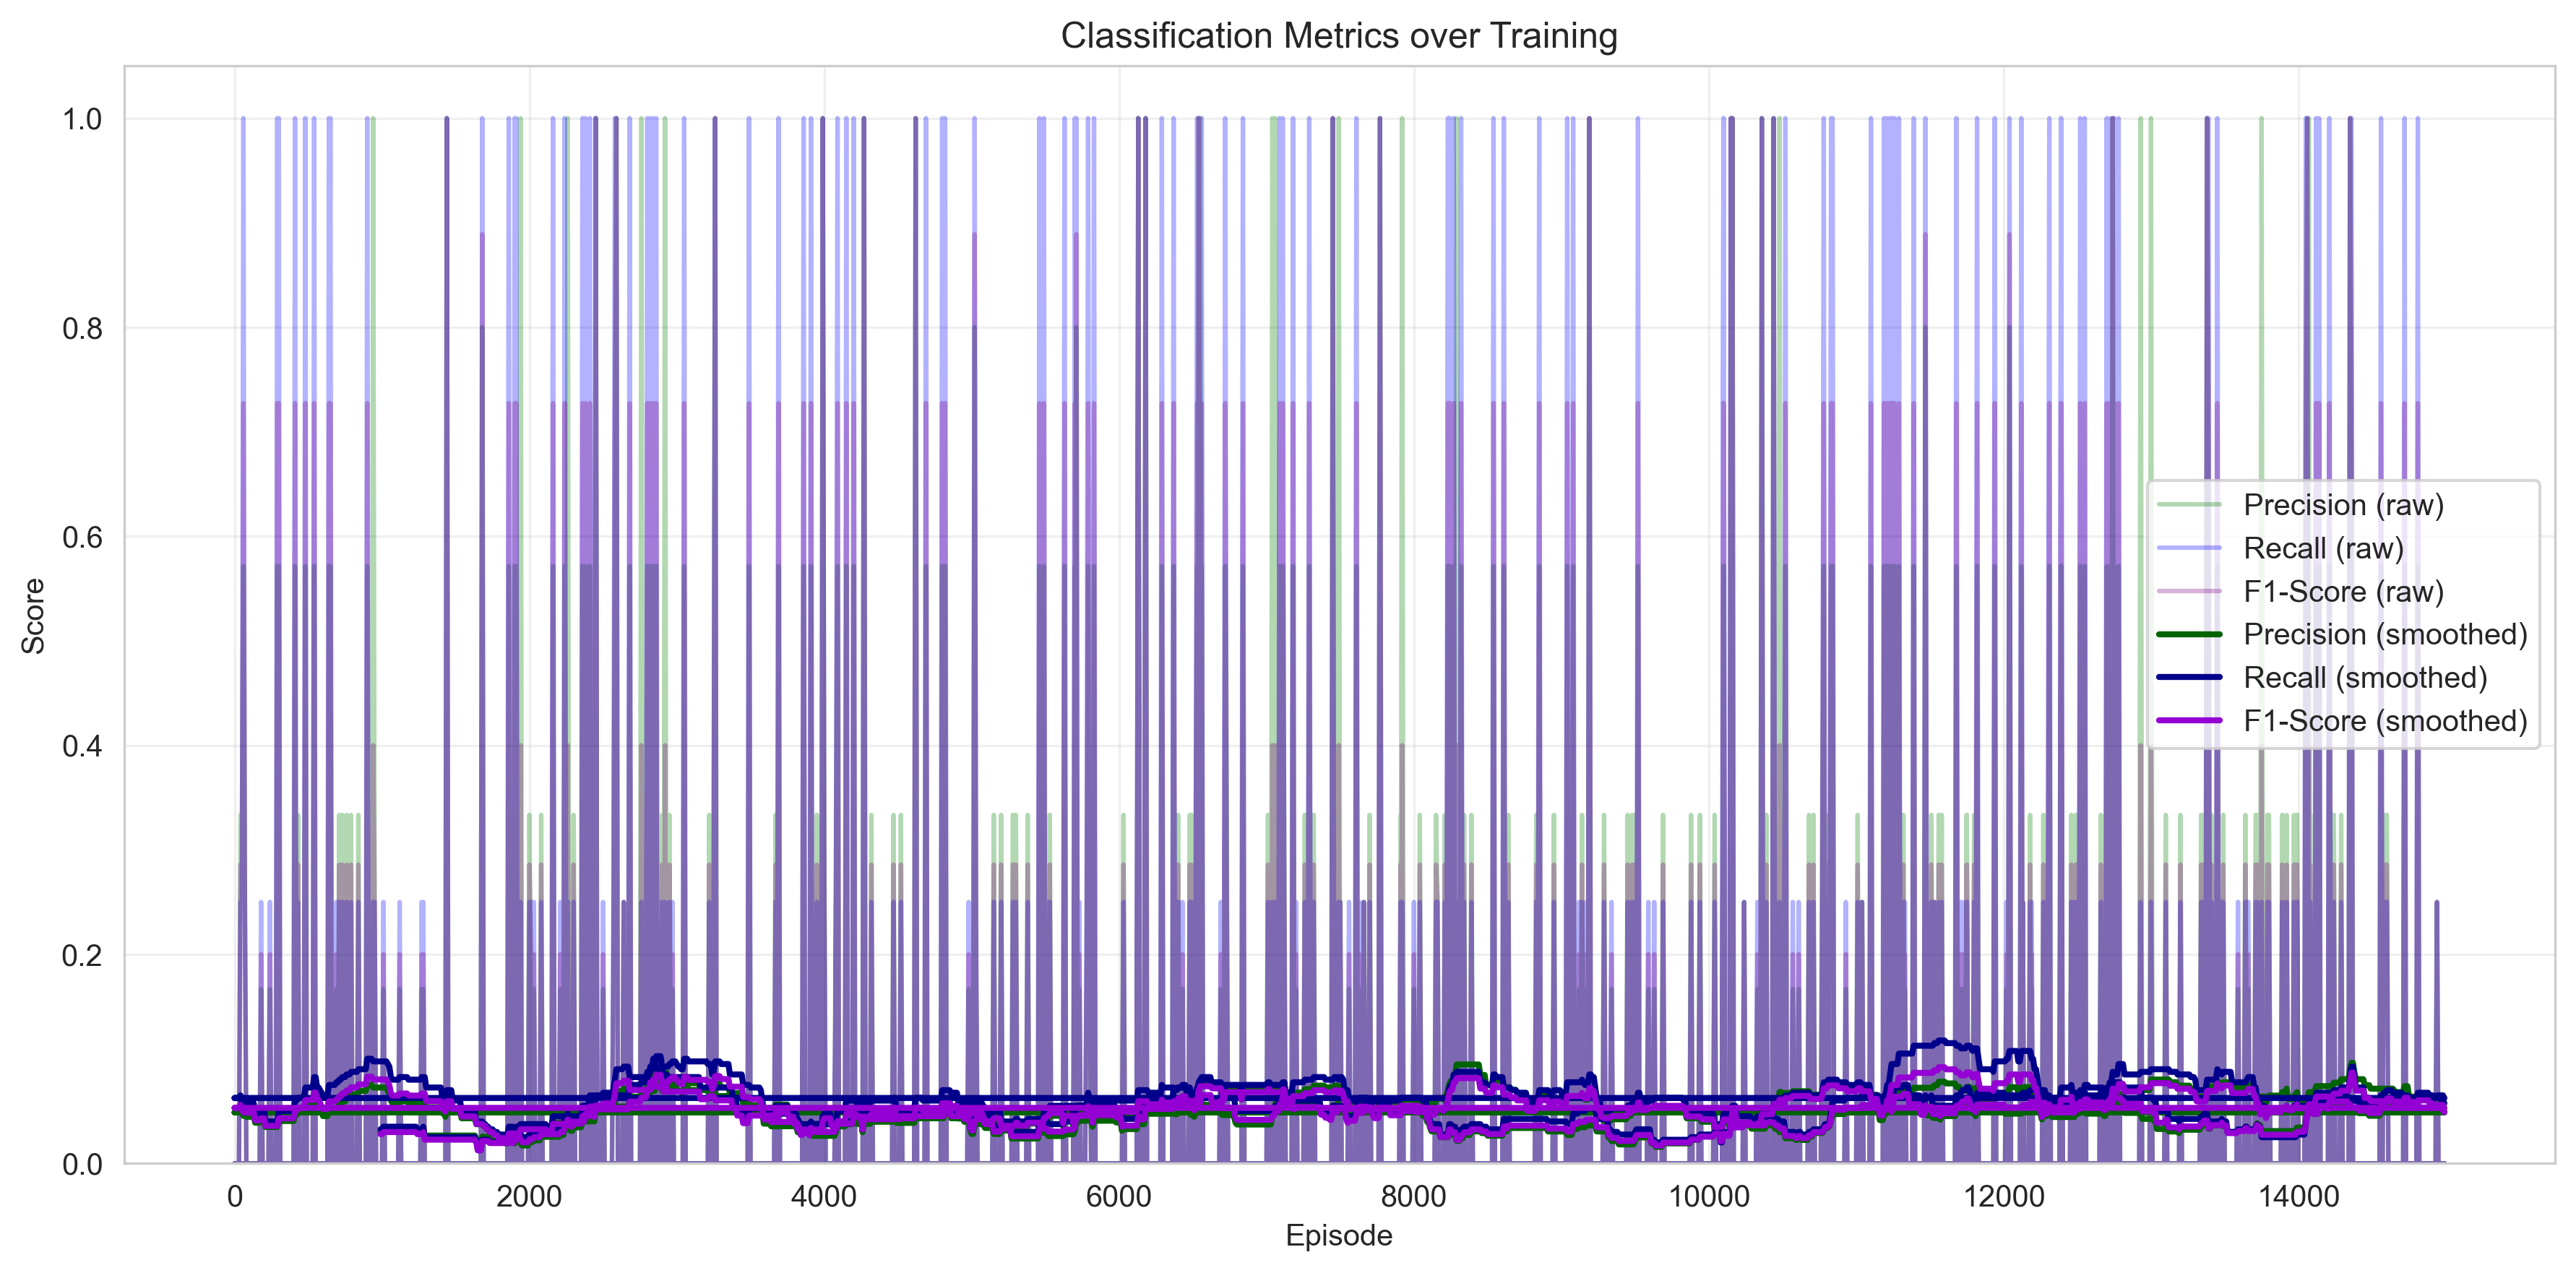 Classification Metrics over Training
1.0
0.8
0.6
0.4
0.2
0.0
Score
Precision (raw)
Recall (raw)
F1-Score (raw)
Precision (smoothed)
Recall (smoothed)
F1-Score (smoothed)
0 2000 4000 6000 8000 10000 12000 14000
Episode